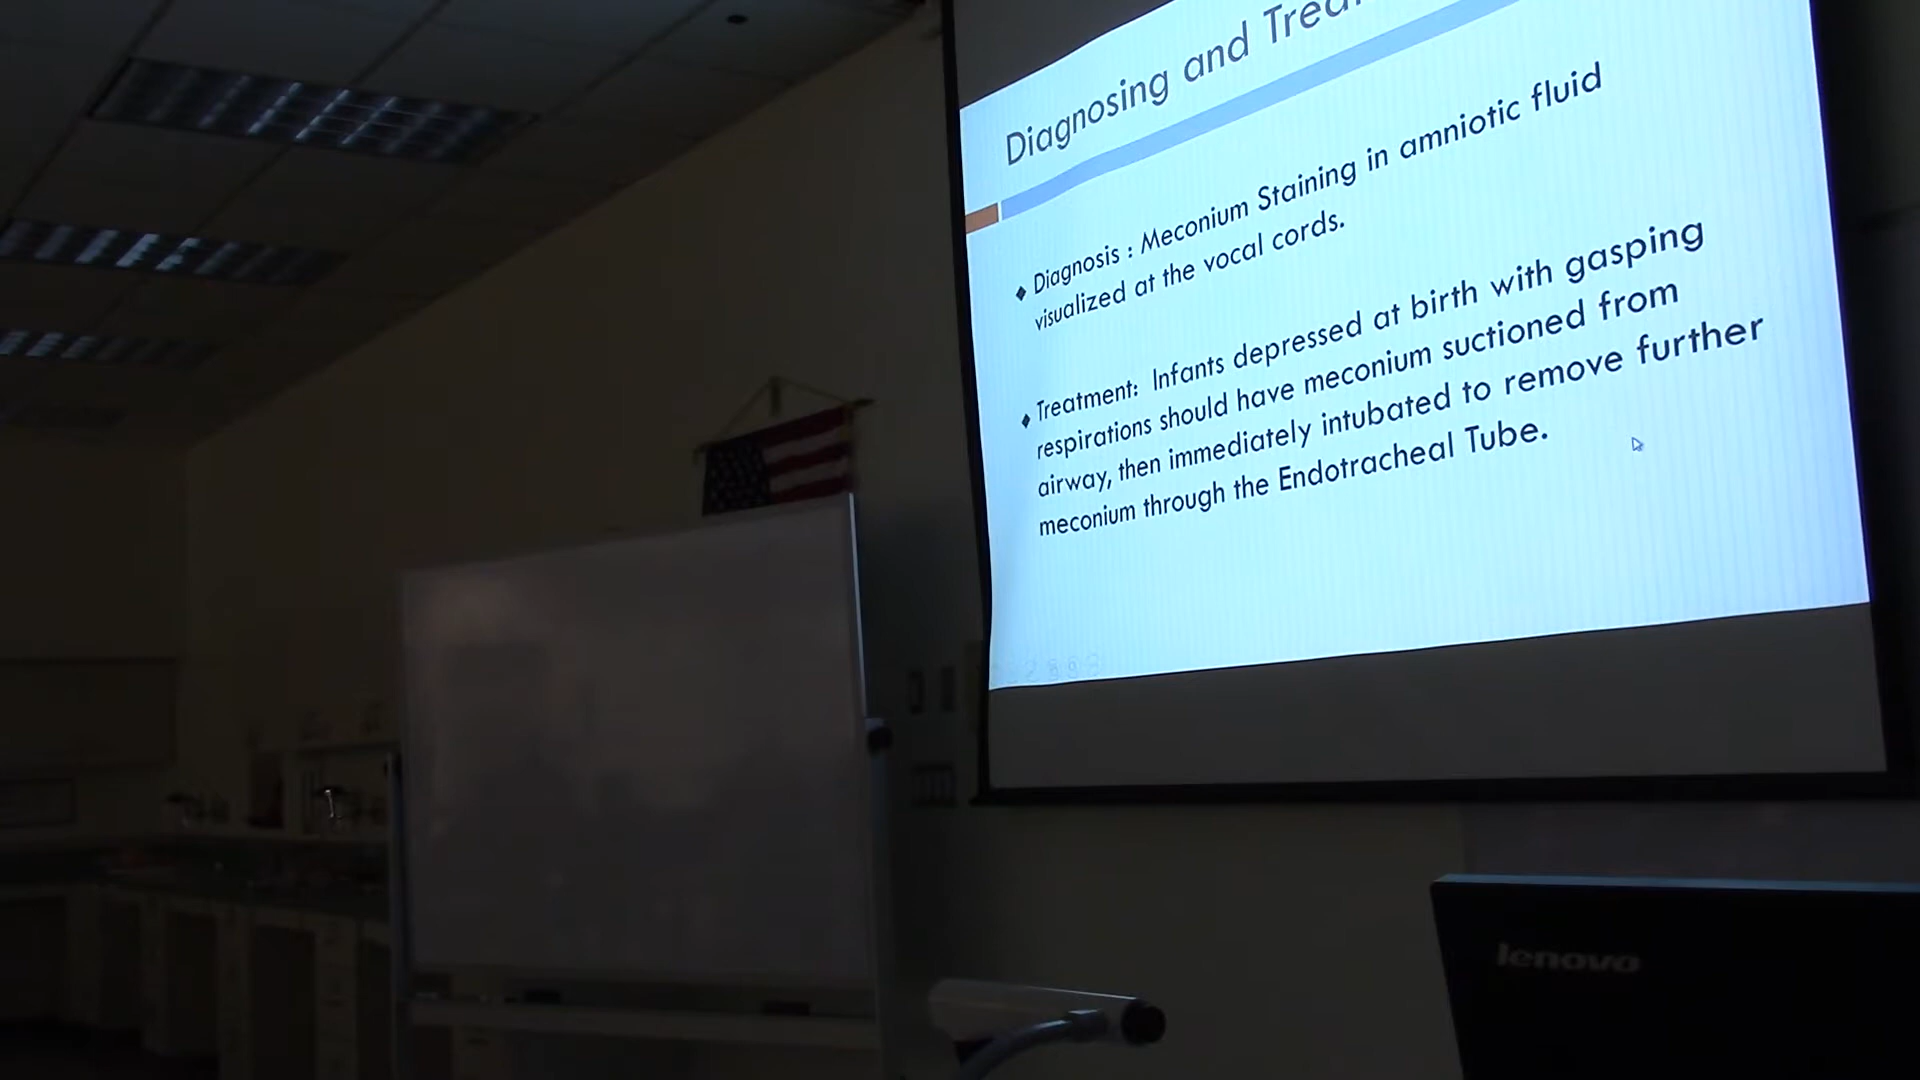 Diagnosing and
Diagnosis : Meconium Staining in amniotic fluid
visualized at the vocal cords.
Treatment: Infants depressed at birth with gasping
respirations should have meconium suctioned from
airway, then immediately intubated to remove further
meconium through the Endotracheal Tube.
lenovo